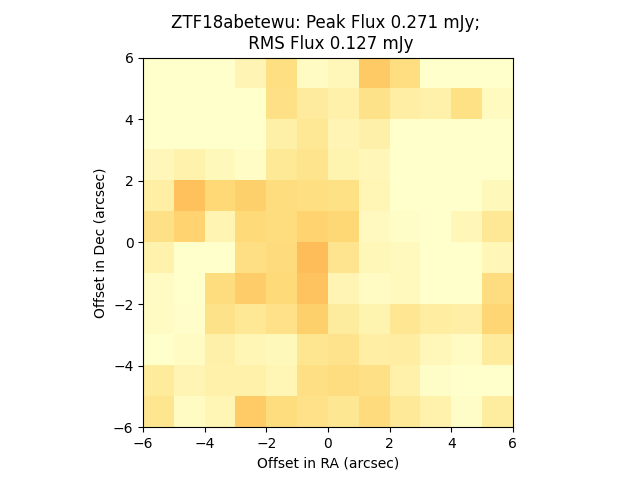 ZTF18abetewu: Peak Flux 0.271 mJy;
RMS Flux 0.127 mJy
6
4
2
0
−2
−4
−6
Offset in Dec (arcsec)
−6 −4 −2 0 2 4 6
Offset in RA (arcsec)